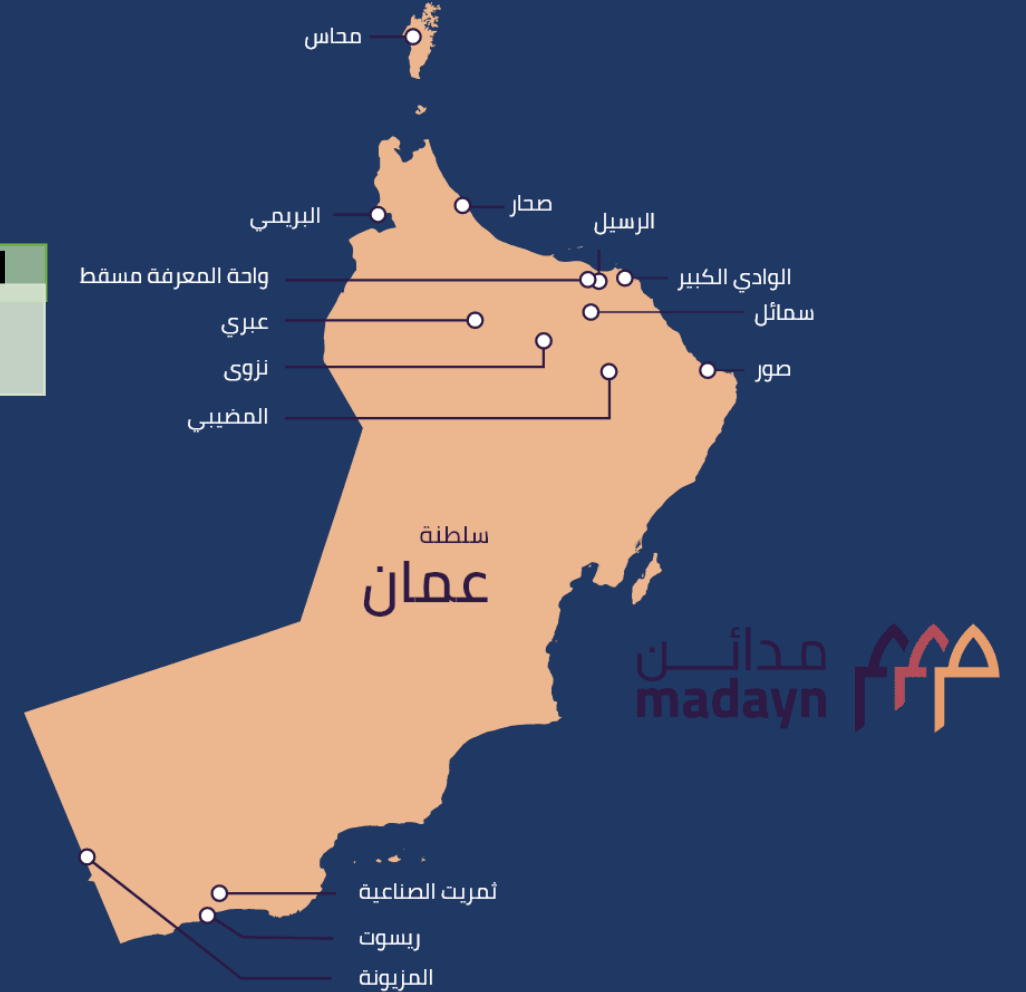 محاس
صحار
البريمي
الرسيل
الوادي الكبير
واحة المعرفة مسقط
سمائل
عبري
نزوى
صور
المضيبي
سلطنة
عمان
مدائن
madayn
ثمريت الصناعية
ريسوت
المزيونة